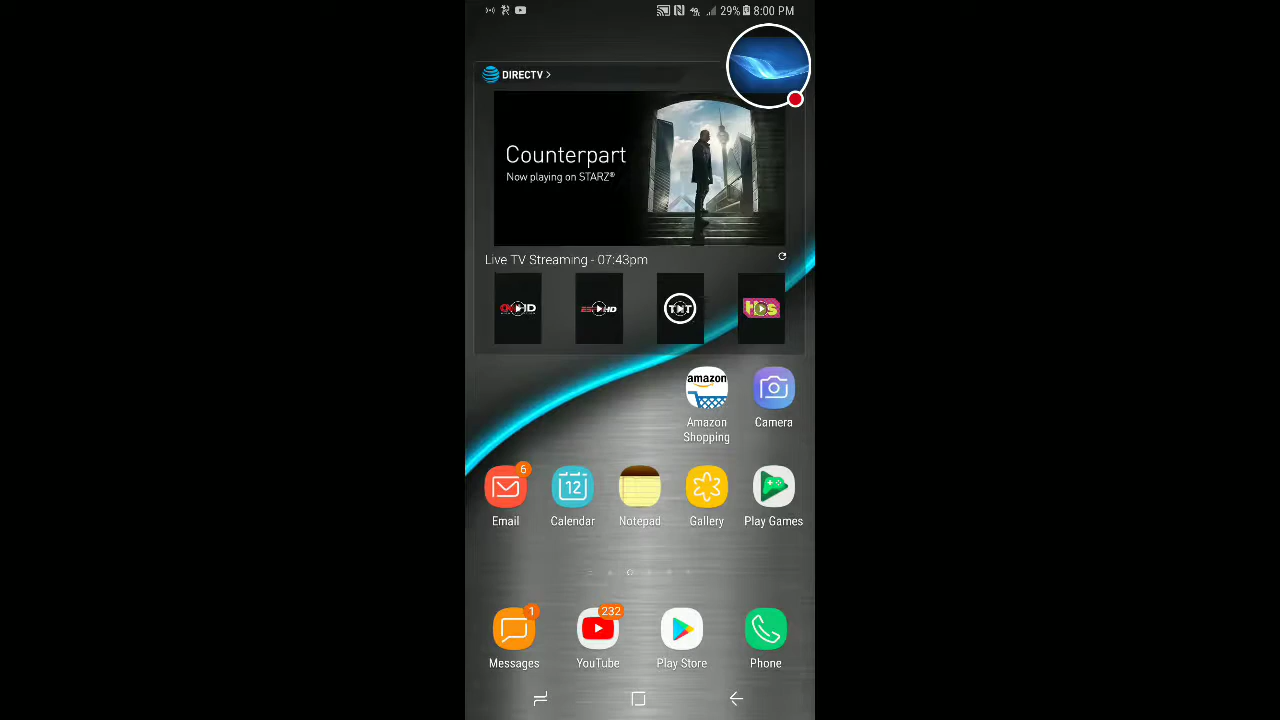 29% 8:00 PM
DIRECTV >
Counterpart
Now playing on STARZ®
Live TV Streaming - 07:43pm
TNT
tbs
amazon
Amazon
Shopping
Camera
6
12
Email
Calendar
Notepad
Gallery
Play Games
1
232
Messages
YouTube
Play Store
Phone